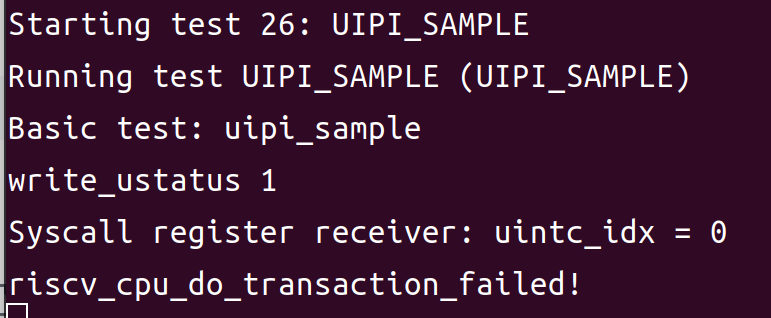 Starting test 26: UIPI_SAMPLE
Running test UIPI_SAMPLE (UIPI_SAMPLE)
Basic test: uipi_sample
write_ustatus 1
Syscall register receiver: uintc_idx = 0
riscv_cpu_do_transaction_failed!